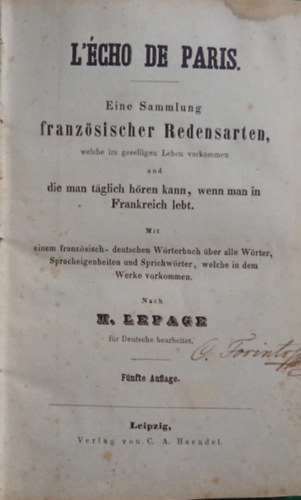 L'ÉCHO DE PARIS.
Eine Sammlung
französischer Redensarten,
welche im geselligen Leben vorkommen
und
die man täglich hören kann, wenn man in
Frankreich lebt.
Mit
einem französisch-deutschen Wörterbuch über alle Wörter,
Spracheigenheiten und Sprichwörter, welche in dem
Werke vorkommen.
Nach
M. LEPAGE
für Deutsche bearbeitet.
Fünfte Auflage.
Leipzig,
Verlag von C. A. Haendel.